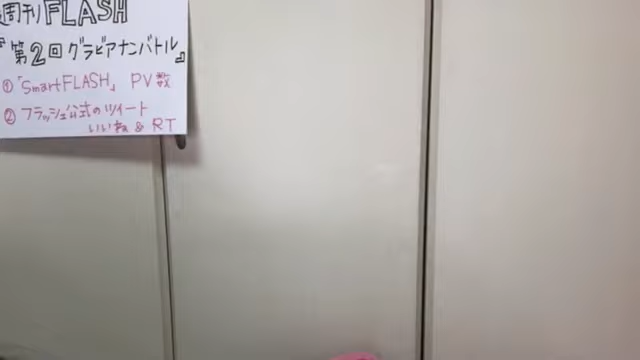 週刊FLASH
『第2回グラビアナンバトル』
①「SmartFLASH」 PV数
②フラッシュ公式のツイート
いいね & RT